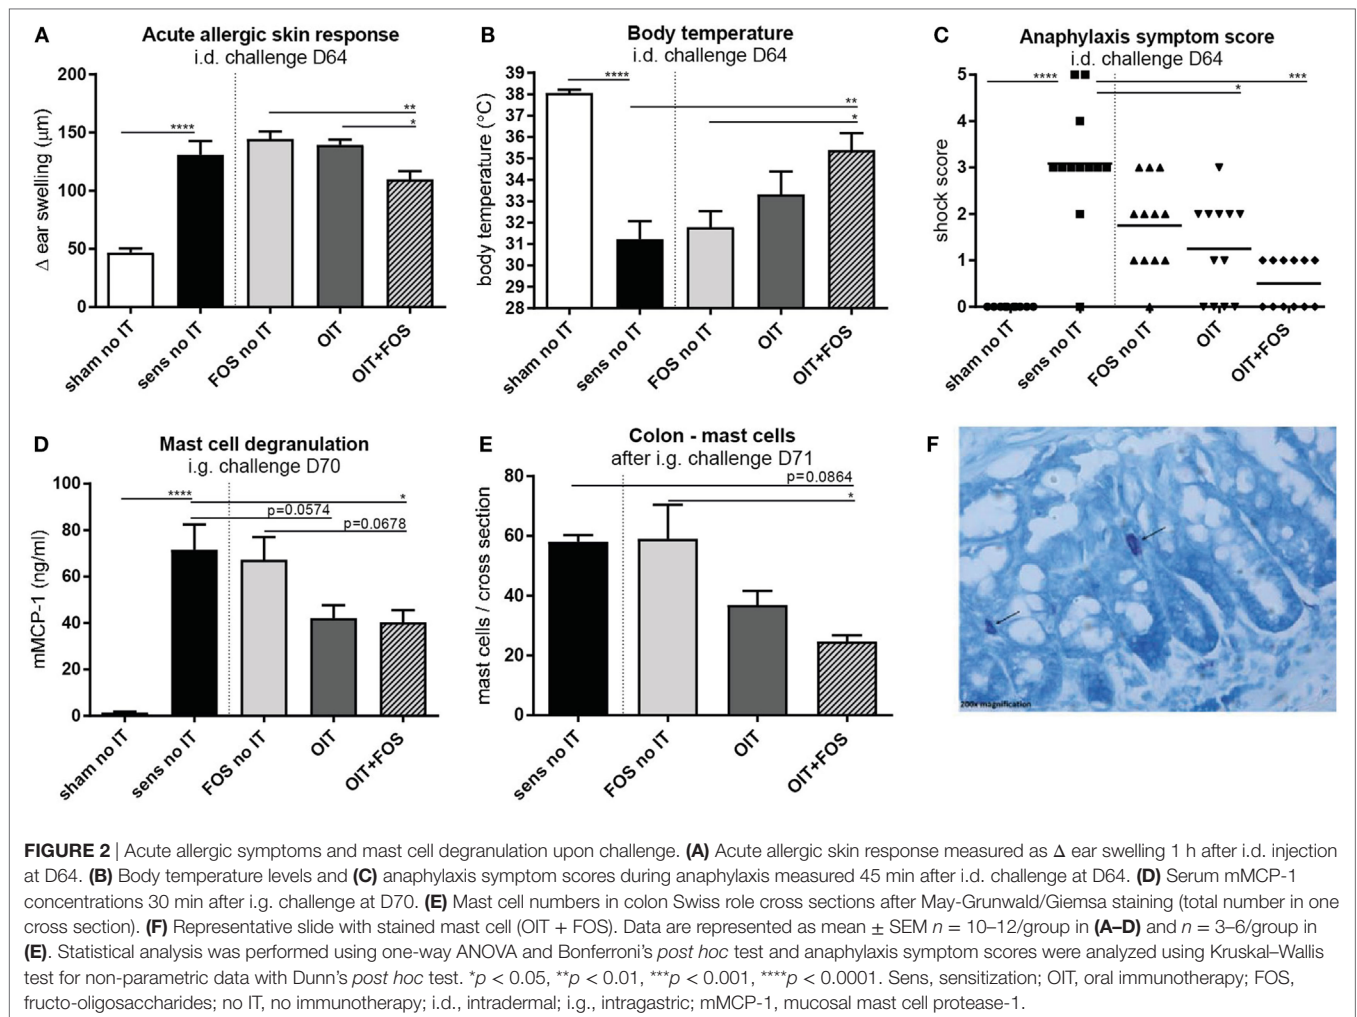 A
Acute allergic skin response
i.d. challenge D64
200
150
100
50
0
Δ ear swelling (μm)
****
**
*
sham no IT
sens no IT
FOS no IT
OIT
OIT+FOS
B
Body temperature
i.d. challenge D64
39
38
38
36
35
33
32
31
30
29
28
body temperature (°C)
****
**
*
sham no IT
sens no IT
FOS no IT
OIT
OIT+FOS
C
Anaphylaxis symptom score
i.d. challenge D64
5
4
3
2
1
0
shock score
****
***
*
sham no IT
sens no IT
FOS no IT
OIT
OIT+FOS
D
Mast cell degranulation
i.g. challenge D70
100
80
60
40
20
0
mMCP-1 (ng/ml)
****
*
p=0.0574
p=0.0678
sham no IT
sens no IT
FOS no IT
OIT
OIT+FOS
E
Colon - mast cells
after i.g. challenge D71
80
60
40
20
0
mast cells / cross section
p=0.0864
*
sens no IT
FOS no IT
OIT
OIT+FOS
F
200x magnification
FIGURE 2 | Acute allergic symptoms and mast cell degranulation upon challenge. (A) Acute allergic skin response measured as Δ ear swelling 1 h after i.d. injection
at D64. (B) Body temperature levels and (C) anaphylaxis symptom scores during anaphylaxis measured 45 min after i.d. challenge at D64. (D) Serum mMCP-1
concentrations 30 min after i.g. challenge at D70. (E) Mast cell numbers in colon Swiss role cross sections after May-Grunwald/Giemsa staining (total number in one
cross section). (F) Representative slide with stained mast cell (OIT + FOS). Data are represented as mean ± SEM n = 10–12/group in (A–D) and n = 3–6/group in
(E). Statistical analysis was performed using one-way ANOVA and Bonferroni's post hoc test and anaphylaxis symptom scores were analyzed using Kruskal–Wallis
test for non-parametric data with Dunn's post hoc test. *p < 0.05, **p < 0.01, ***p < 0.001, ****p < 0.0001. Sens, sensitization; OIT, oral immunotherapy; FOS,
fructo-oligosaccharides; no IT, no immunotherapy; i.d., intradermal; i.g., intragastric; mMCP-1, mucosal mast cell protease-1.